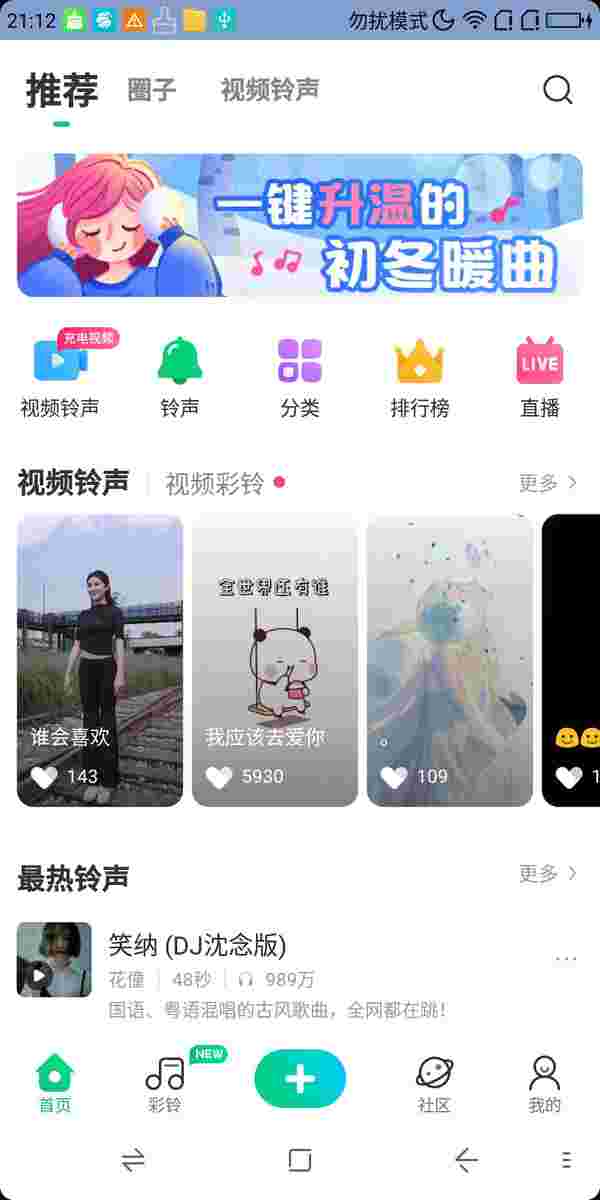 21:12 勿扰模式
推荐 圈子 视频铃声
一键升温的
初冬暖曲
充电视频
视频铃声 铃声 分类 排行榜 直播
LIVE
视频铃声 视频彩铃 更多
全世界还有谁
谁会喜欢 我应该去爱你 。
143 5930 109 1
最热铃声 更多
笑纳 (DJ沈念版)
花僮 48秒 989万
国语、粤语混唱的古风歌曲，全网都在跳！
NEW
首页 彩铃 社区 我的